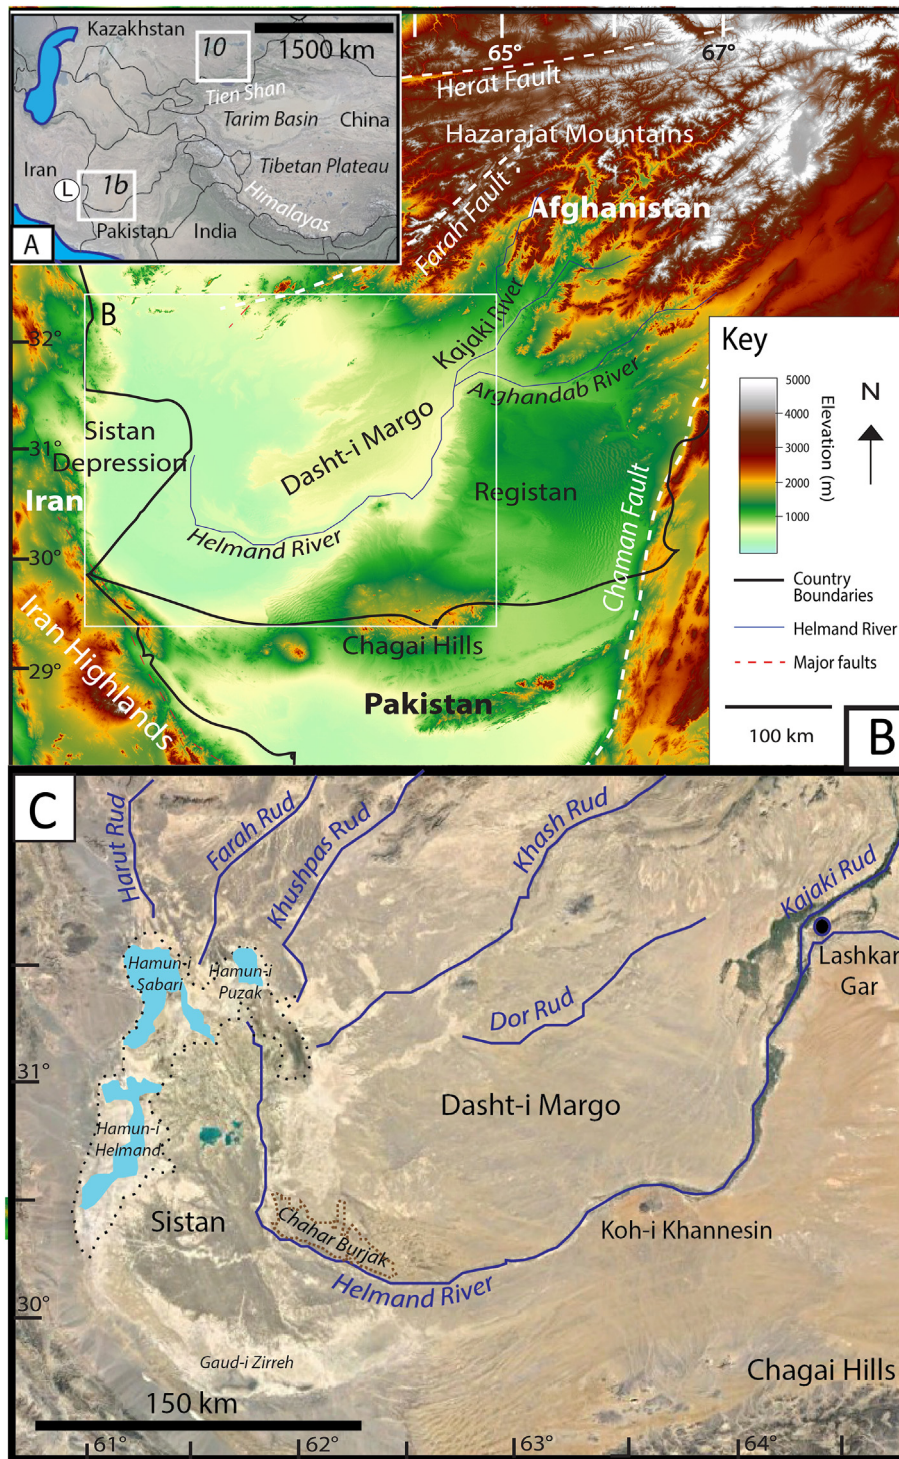 Kazakhstan
10
1500 km
Tien Shan
Tarim Basin
China
Iran
Tibetan Plateau
L
1b
Himalayas
Pakistan
India
A
65°
67°
Herat Fault
Hazarajat Mountains
Farah Fault
Afghanistan
B
32°
Kajaki River
Arghandab River
Sistan
Depression
31°
Dasht-i Margo
Iran
Registan
Helmand River
Chaman Fault
30°
Iran Highlands
Chagai Hills
29°
Pakistan
Key
5000
4000
3000
2000
1000
Elevation (m)
N
Country
Boundaries
Helmand River
Major faults
100 km
B
C
Harut Rud
Farah Rud
Khushpas Rud
Khash Rud
Kajaki Rud
Hamun-i
Şabari
Hamun-i
Puzak
Lashkar
Gar
Dor Rud
31°
Dasht-i Margo
Hamun-i
Helmand
Sistan
Chahar Burjak
Koh-i Khannesin
Helmand River
30°
Gaud-i Zirreh
Chagai Hills
150 km
61°
62°
63°
64°